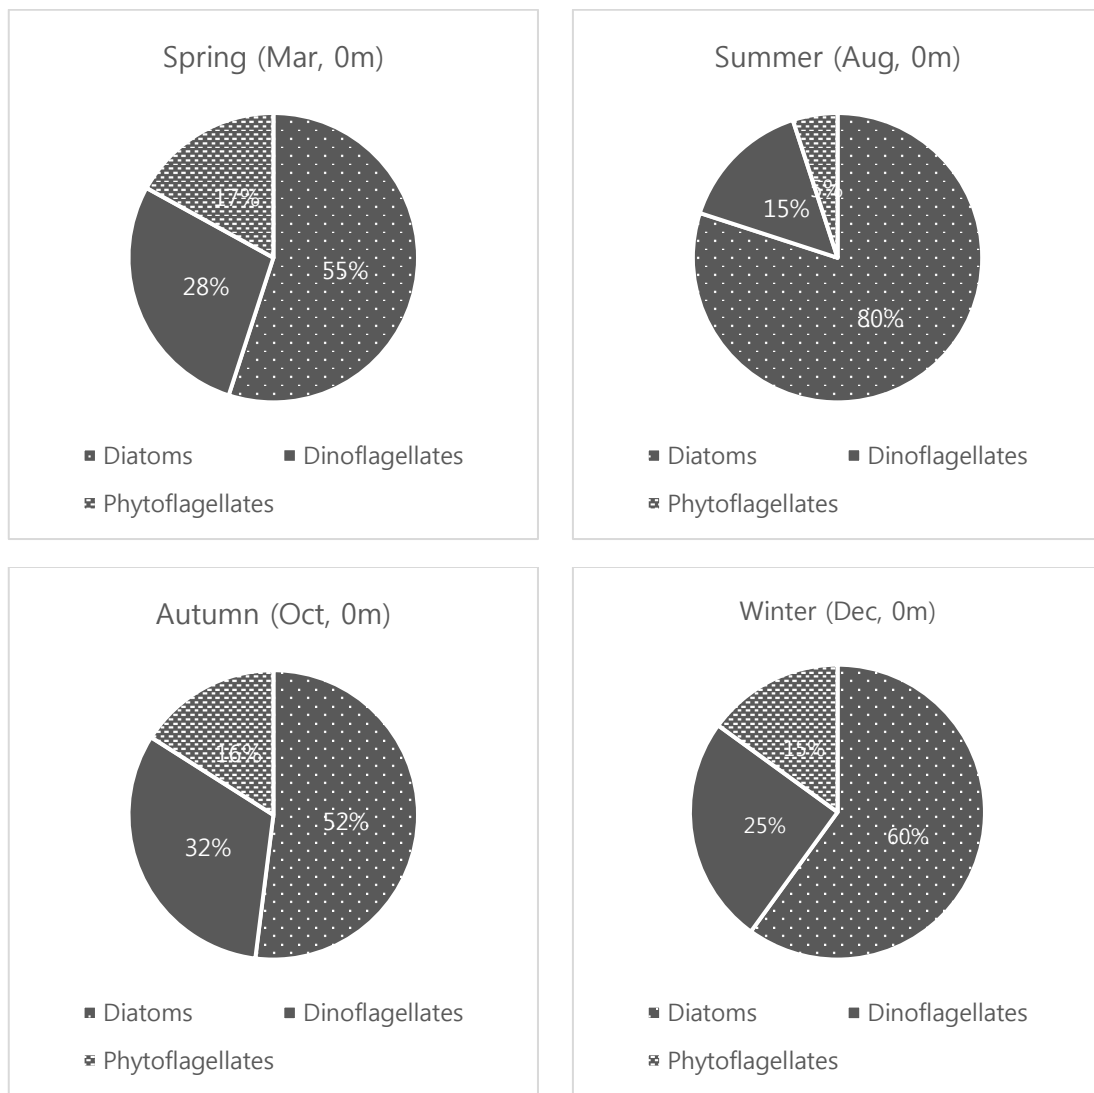 Spring (Mar, 0m)
17%
55%
28%
Diatoms Dinoflagellates
Phytoflagellates
Summer (Aug, 0m)
5%
15%
80%
Diatoms Dinoflagellates
Phytoflagellates
Autumn (Oct, 0m)
16%
52%
32%
Diatoms Dinoflagellates
Phytoflagellates
Winter (Dec, 0m)
15%
25%
60%
Diatoms Dinoflagellates
Phytoflagellates